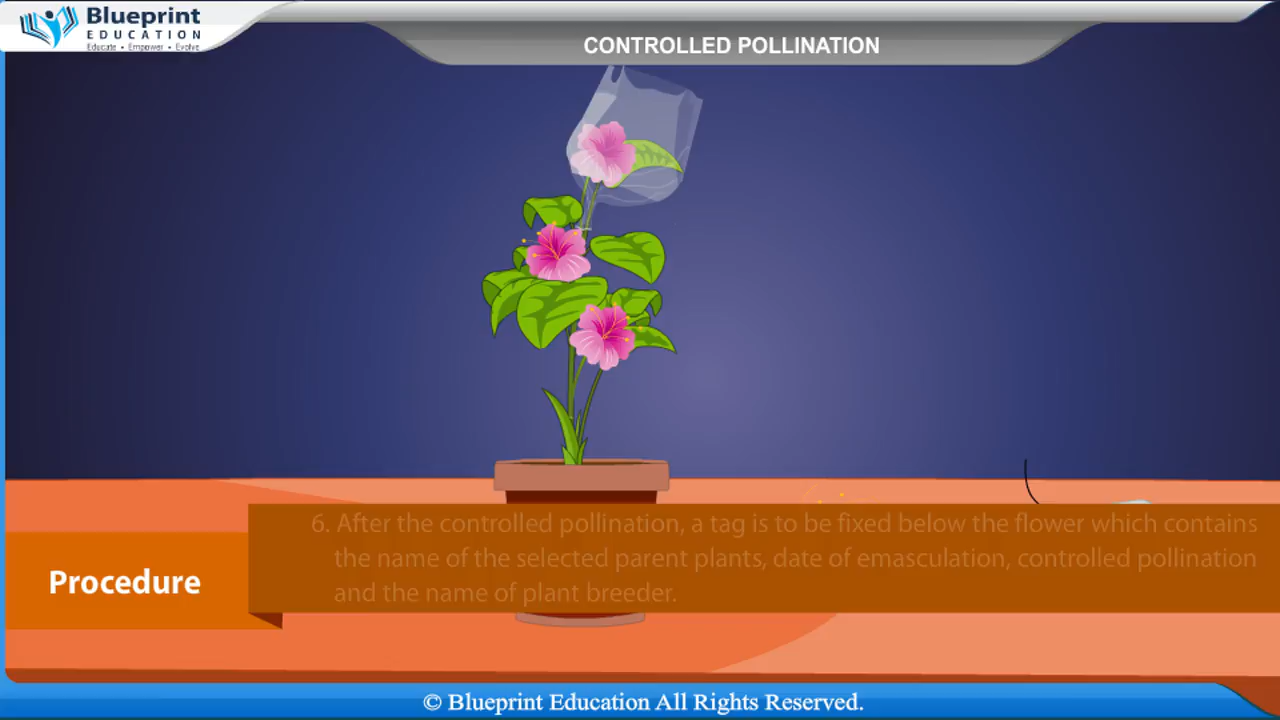 Blueprint
EDUCATION
Educate • Empower • Evolve
CONTROLLED POLLINATION
6. After the controlled pollination, a tag is to be fixed below the flower which contains
the name of the selected parent plants, date of emasculation, controlled pollination
and the name of plant breeder.
Procedure
© Blueprint Education All Rights Reserved.